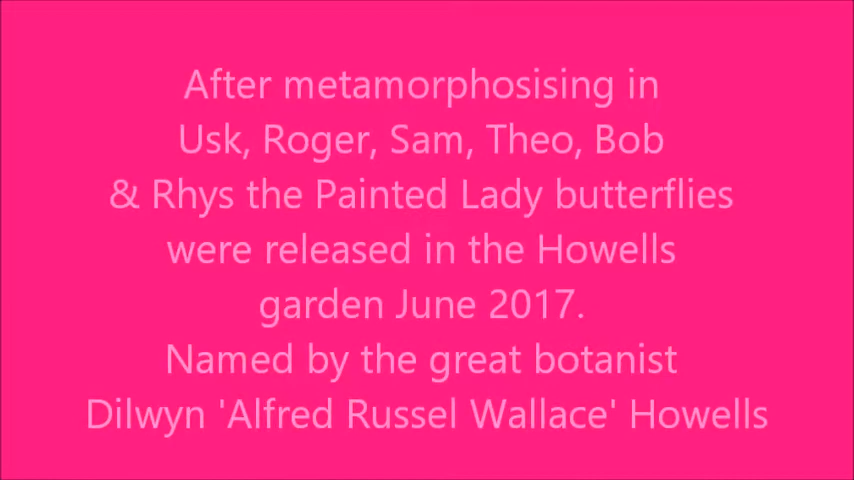 After metamorphosising in
Usk, Roger, Sam, Theo, Bob
& Rhys the Painted Lady butterflies
were released in the Howells
garden June 2017.
Named by the great botanist
Dilwyn 'Alfred Russel Wallace' Howells